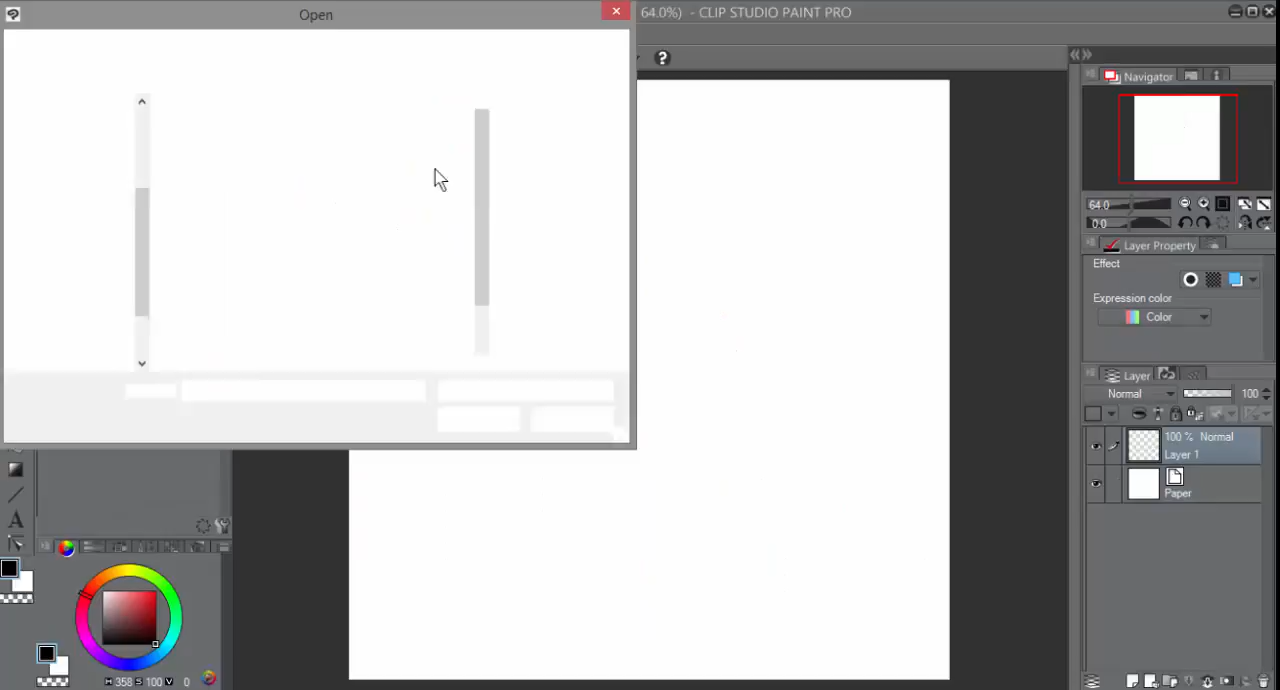 Open
64.0%) - CLIP STUDIO PAINT PRO
Navigator
64.0
0.0
Layer Property
Effect
Expression color
Color
Layer
Normal 100
100 % Normal
Layer 1
Paper
A
H 358 S 100 V 0